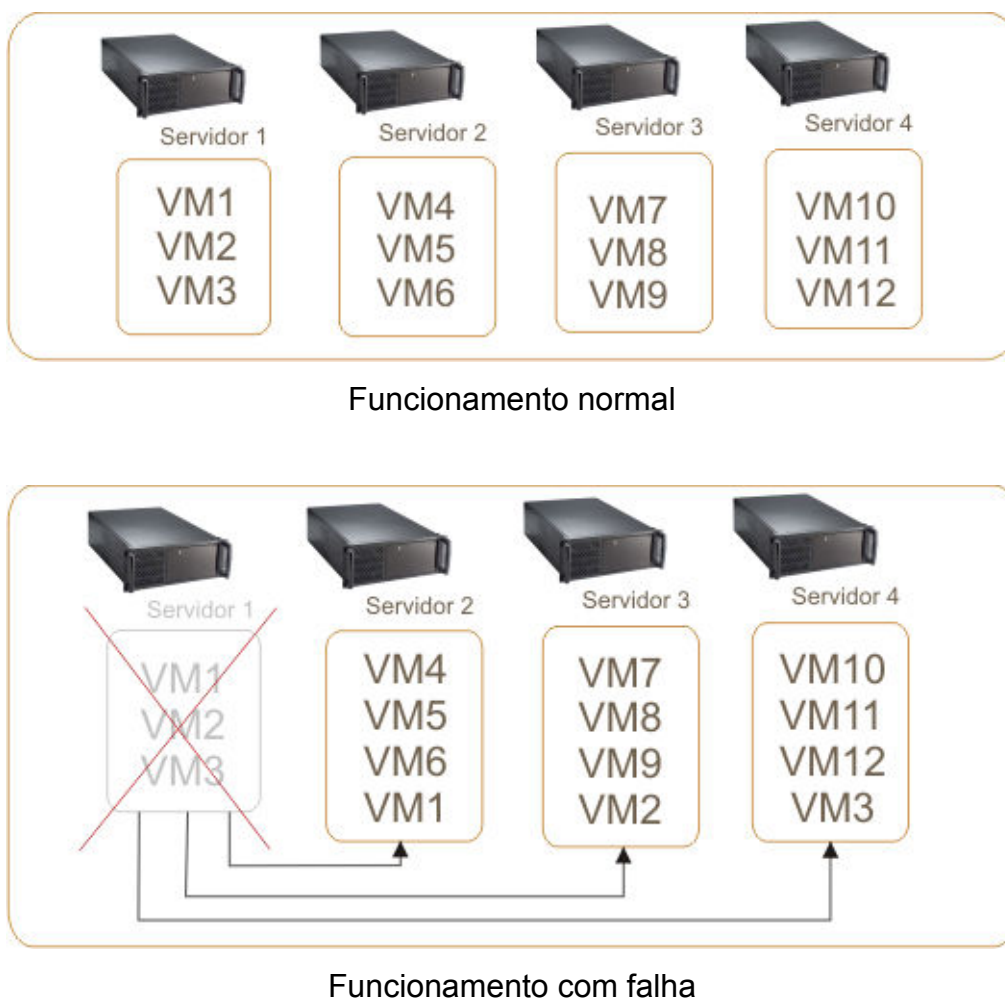 Servidor 1
Servidor 2
Servidor 3
Servidor 4
VM1
VM2
VM3
VM4
VM5
VM6
VM7
VM8
VM9
VM10
VM11
VM12
Funcionamento normal
Servidor 1
Servidor 2
Servidor 3
Servidor 4
VM1
VM2
VM3
VM4
VM5
VM6
VM1
VM7
VM8
VM9
VM2
VM10
VM11
VM12
VM3
Funcionamento com falha